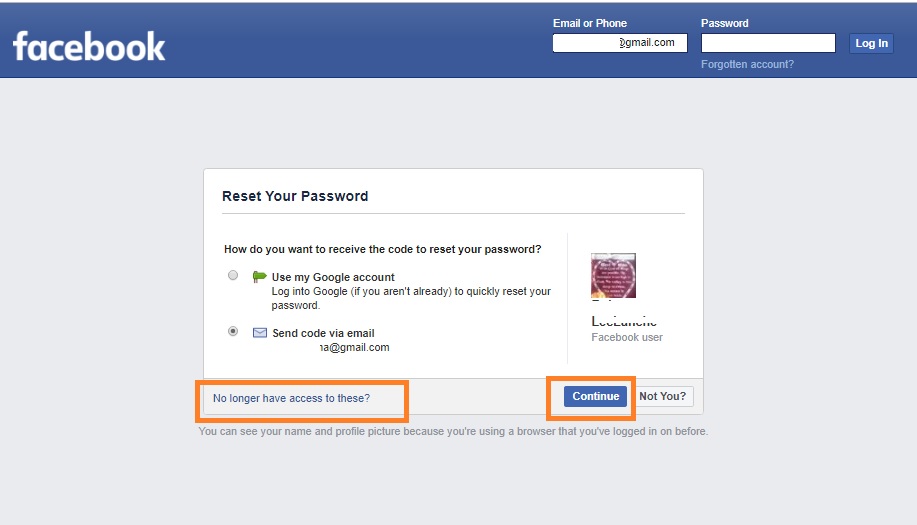 Email or Phone
Password
facebook
@gmail.com
Log In
Forgotten account?
Reset Your Password
How do you want to receive the code to reset your password?
Use my Google account
Log into Google (if you aren't already) to quickly reset your
password.
Send code via email
na@gmail.com
Facebook user
No longer have access to these?
Continue
Not You?
You can see your name and profile picture because you're using a browser that you've logged in on before.